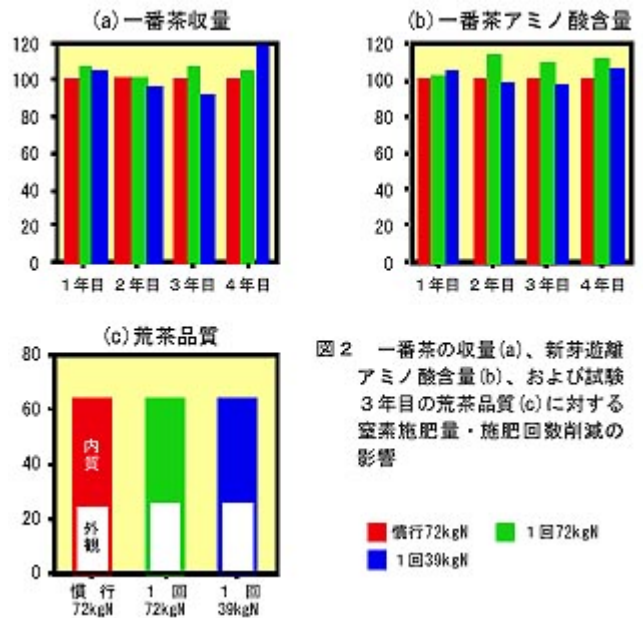 (a)一番茶収量
120
100
80
60
40
20
0
1年目 2年目 3年目 4年目
(b)一番茶アミノ酸含量
120
100
80
60
40
20
0
1年目 2年目 3年目 4年目
(c)荒茶品質
80
60
40
20
0
内質
外観
慣 行 1 回 1 回
72kgN 72kgN 39kgN
図2 一番茶の収量(a)、新芽遊離
アミノ酸含量(b)、および試験
3年目の荒茶品質(c)に対する
窒素施肥量・施肥回数削減の
影響
慣行72kgN 1回72kgN
1回39kgN